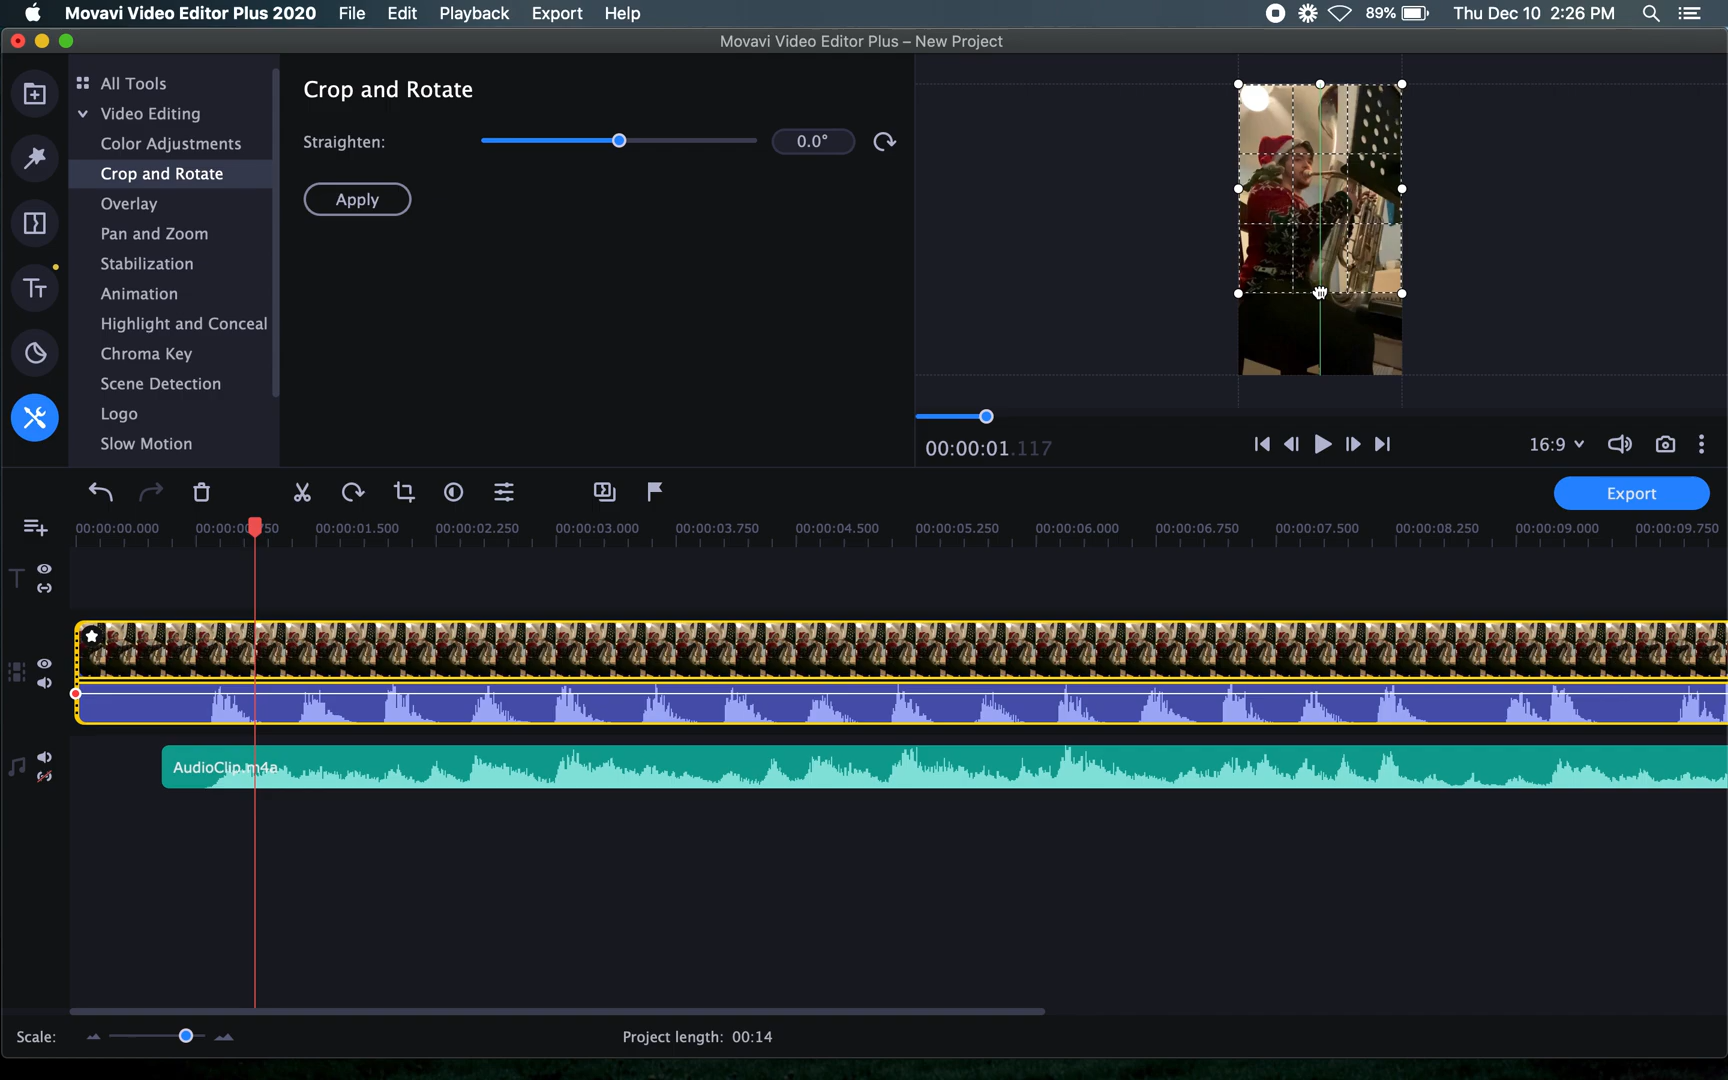 Movavi Video Editor Plus 2020 File Edit Playback Export Help 89% Thu Dec 10 2:26 PM
Movavi Video Editor Plus – New Project
All Tools
Video Editing
Color Adjustments
Crop and Rotate
Overlay
Pan and Zoom
Stabilization
Animation
Highlight and Conceal
Chroma Key
Scene Detection
Logo
Slow Motion
Crop and Rotate
Straighten: 0.0°
Apply
00:00:01.117
16:9
Export
00:00:00.000 00:00:01.500 00:00:02.250 00:00:03.000 00:00:03.750 00:00:04.500 00:00:05.250 00:00:06.000 00:00:06.750 00:00:07.500 00:00:08.250 00:00:09.000 00:00:09.750
AudioClip.m4a
Scale: Project length: 00:14